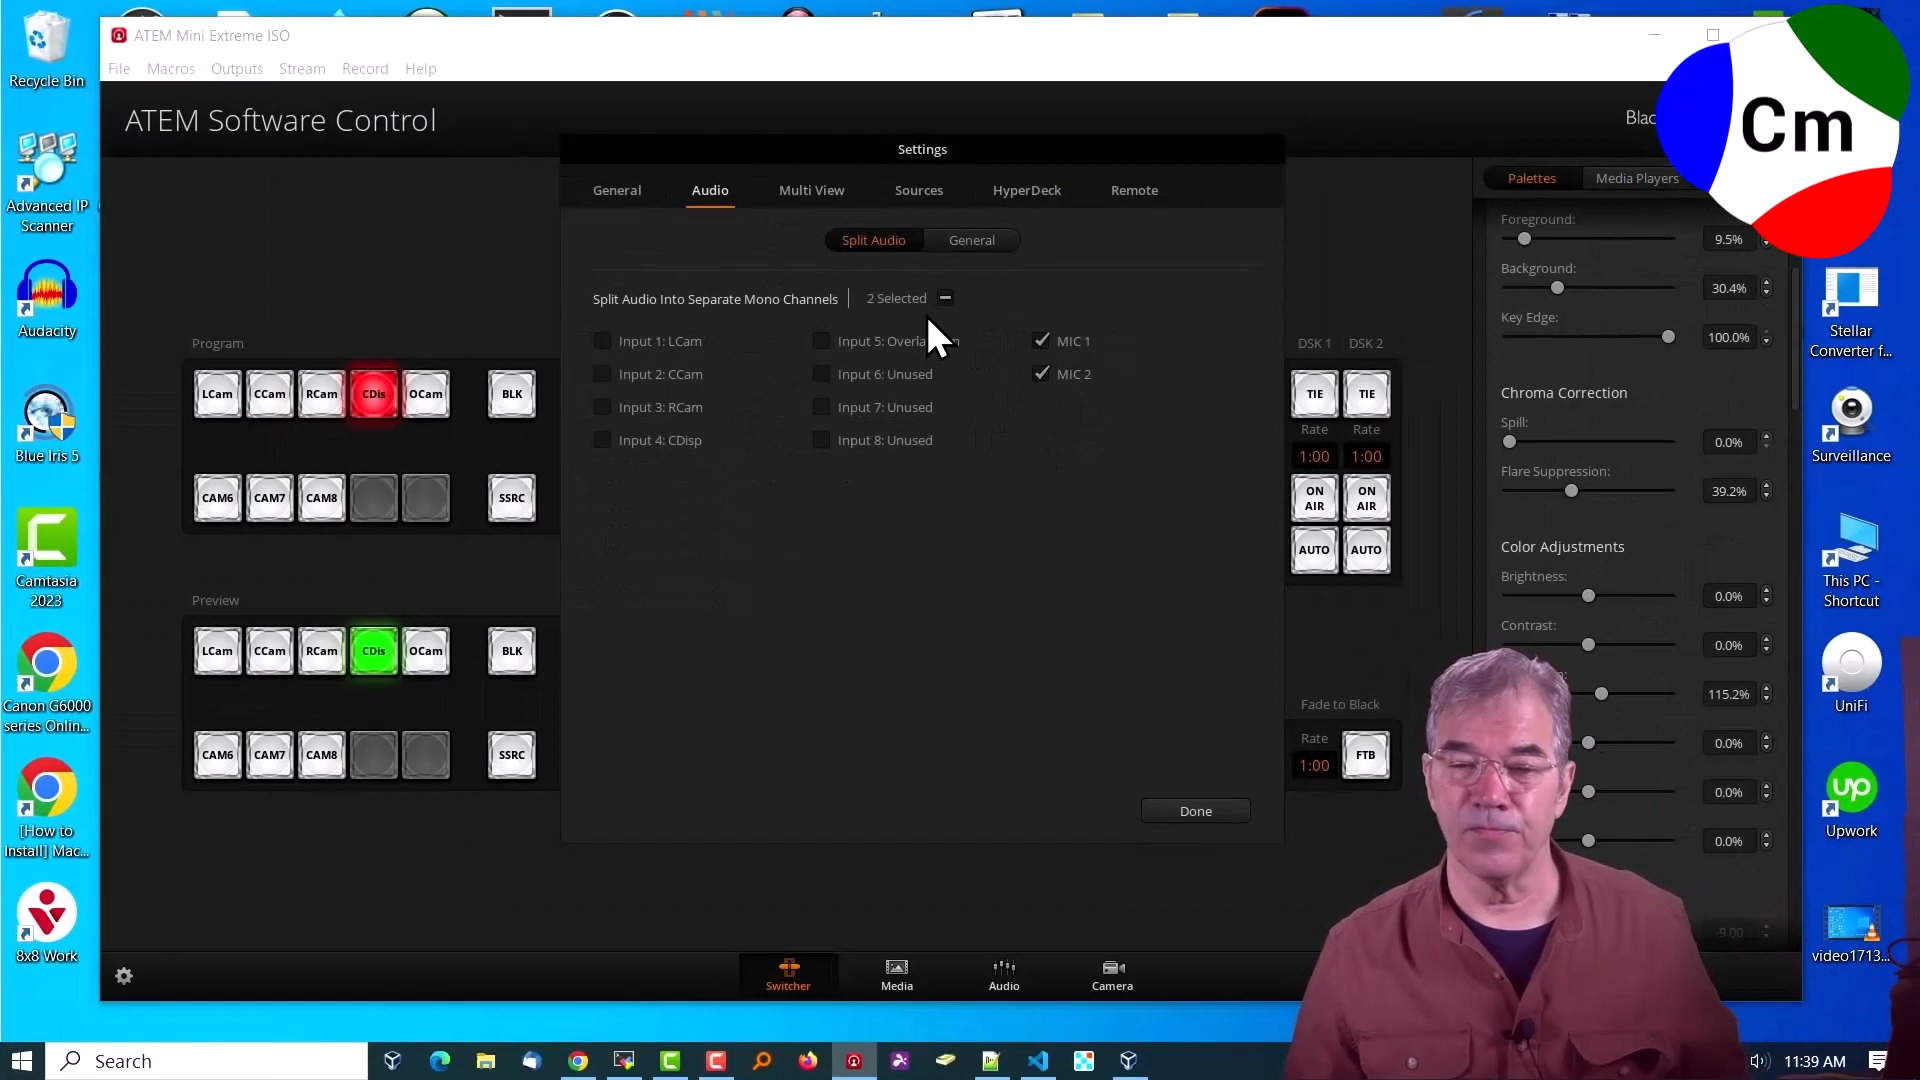 Recycle Bin
Advanced IP
Scanner
Audacity
Blue Iris 5
Camtasia
2023
Canon G6000
series Onlin...
[How to
Install] Mac...
8x8 Work
ATEM Mini Extreme ISO
File Macros Outputs Stream Record Help
ATEM Software Control
Cm
Settings
General Audio Multi View Sources HyperDeck Remote
Split Audio General
Split Audio Into Separate Mono Channels 2 Selected
Input 1: LCam Input 5: MIC 1
Input 2: CCam Input 6: Unused MIC 2
Input 3: RCam Input 7: Unused
Input 4: CDisp Input 8: Unused
Done
Program
LCam CCam RCam CDis OCam BLK
CAM6 CAM7 CAM8 SSRC
Preview
LCam CCam RCam CDis OCam BLK
CAM6 CAM7 CAM8 SSRC
DSK 1 DSK 2
TIE TIE
Rate Rate
1:00 1:00
ON AIR ON AIR
AUTO AUTO
Fade to Black
Rate
1:00 FTB
Palettes Media Players
Foreground:
9.5%
Background:
30.4%
Key Edge:
100.0%
Chroma Correction
Spill:
0.0%
Flare Suppression:
39.2%
Color Adjustments
Brightness:
0.0%
Contrast:
0.0%
115.2%
0.0%
0.0%
0.0%
-9.00
Switcher Media Audio Camera
Stellar
Converter f...
Surveillance
This PC -
Shortcut
UniFi
up
Upwork
video1713...
Search
11:39 AM